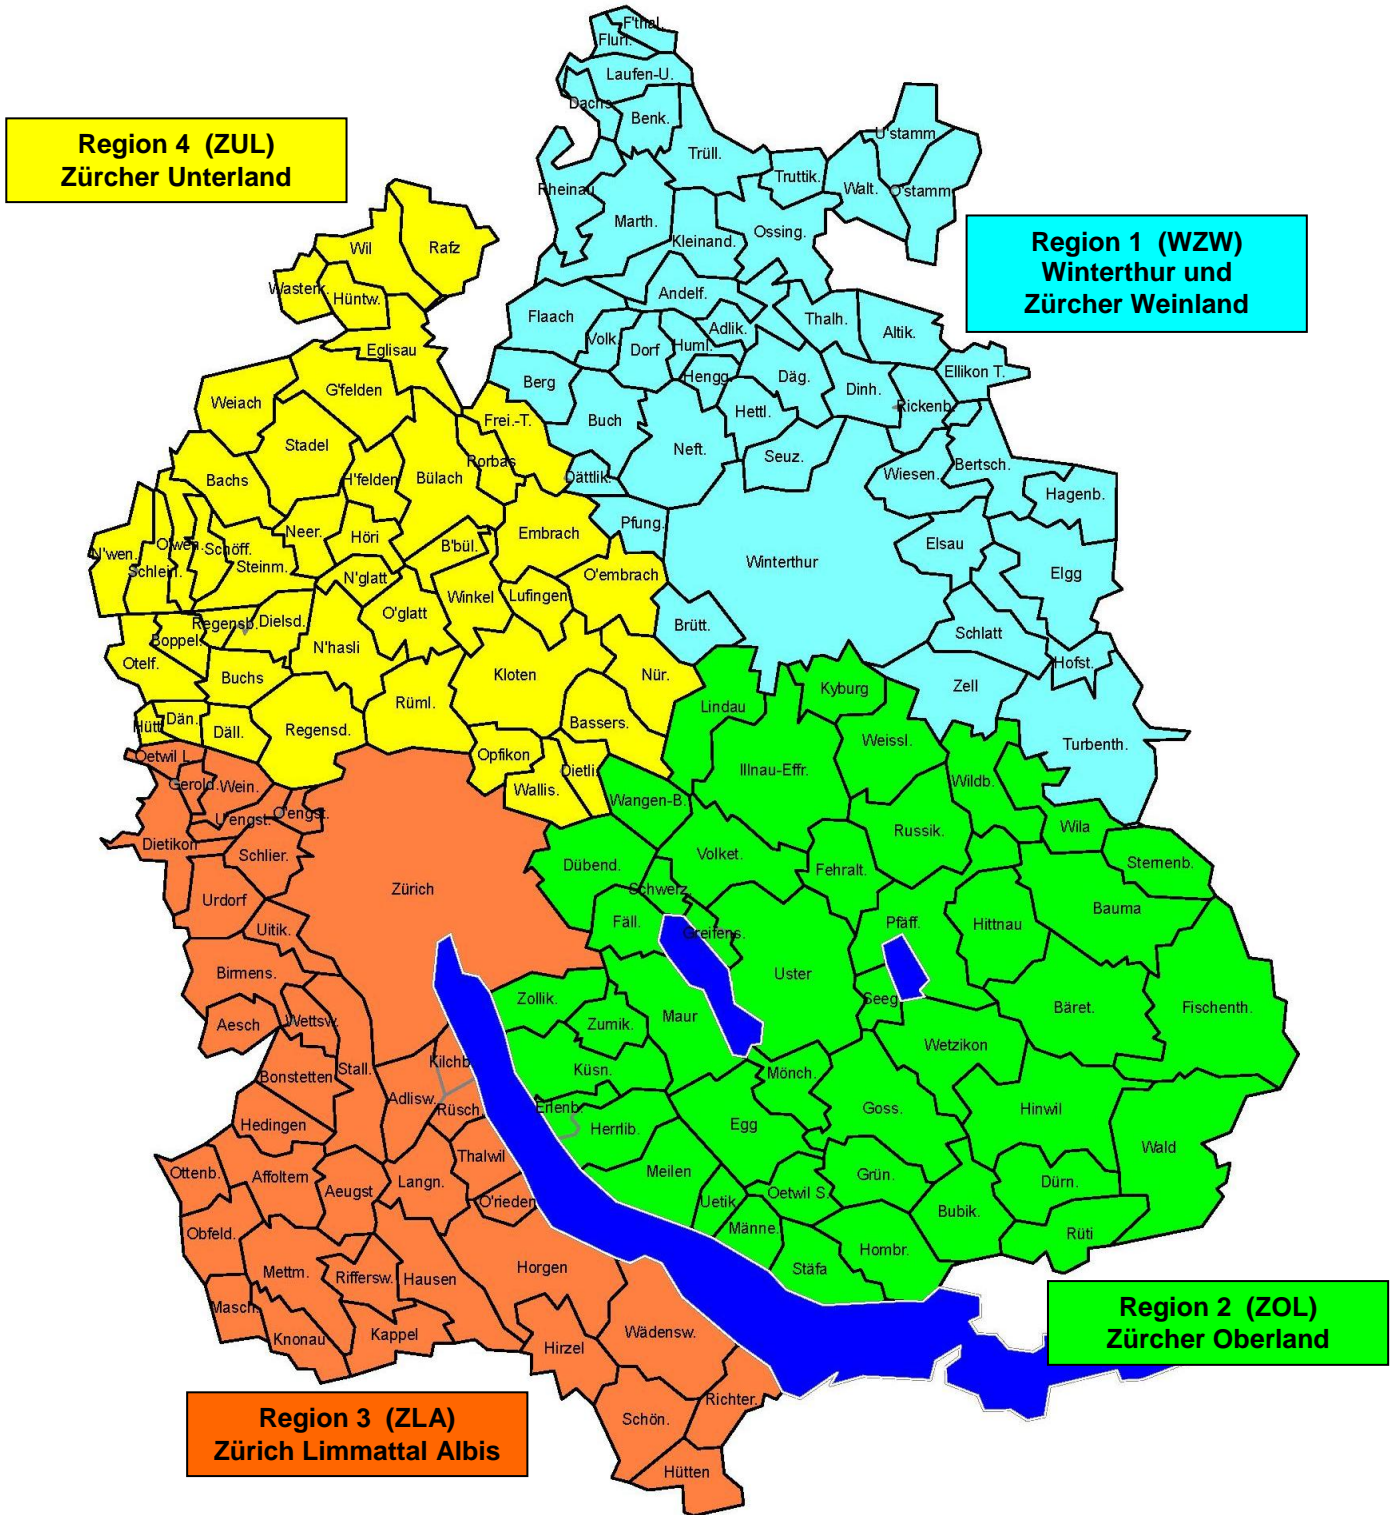 F'thal.
Flurl.
Laufen-U.
Dachs.
Benk.
Region 4 (ZUL)
Zürcher Unterland
U'stamm
Trüll.
Truttik.
Walt.
O'stamm
Rheinau
Marth.
Kleinand.
Ossing.
Region 1 (WZW)
Winterthur und
Zürcher Weinland
Wil
Rafz
Wasterk.
Hüntw.
Andelf.
Flaach
Volk.
Dorf
Huml.
Adlik.
Thalh.
Altik.
Eglisau
Berg
Hengg.
Däg.
Dinh.
Ellikon T.
G'felden
Weiach
Rickenb.
Hettl.
Buch
Frei.-T.
Stadel
Neft.
Seuz.
Rorbas
Bachs
H'felden
Bülach
Dättlik.
Wiesen.
Bertsch.
Hagenb.
Pfung.
Embrach
Neer.
Höri
B'bül.
Elsau
Elgg
N'wen.
O'wen.
Schöff.
Schlein.
Steinm.
Winterthur
N'glatt
O'embrach
Winkel
Lufingen
O'glatt
Regensb.
Dielsd.
Brütt.
Schlatt
Boppel.
Otelf.
N'hasli
Hofst.
Buchs
Kloten
Nür.
Zell
Kyburg
Lindau
Rüml.
Hütt.
Dän.
Däll.
Regensd.
Bassers.
Weissl.
Turbenth.
Oetwil L.
Opfikon
Dietli.
Illnau-Effr.
Wildb.
Gerold.
Wein.
Wallis.
Wangen-B.
U'engst.
O'engst.
Russik.
Wila
Dietikon
Schlier.
Volket.
Fehralt.
Sternenb.
Dübend.
Zürich
Schwerz.
Urdorf
Bauma
Uitik.
Fäll.
Greifens.
Pfäff.
Hittnau
Birmens.
Uster
Zollik.
Seeg.
Bäret.
Fischenth.
Aesch
Wettsw.
Zumik.
Maur
Wetzikon
Stall.
Kilchb.
Küsn.
Mönch.
Bonstetten
Adlisw.
Rüsch.
Erlenb.
Goss.
Hinwil
Hedingen
Herrlib.
Egg
Wald
Thalwil
Ottenb.
Affoltern
Aeugst
Langn.
Meilen
Grün.
Dürn.
O'rieden
Uetik.
Oetwil S.
Bubik.
Obfeld.
Männe.
Rüti
Mettm.
Riffersw.
Hausen
Horgen
Stäfa
Hombr.
Masch.
Knonau
Kappel
Hirzel
Wädensw.
Region 2 (ZOL)
Zürcher Oberland
Region 3 (ZLA)
Zürich Limmattal Albis
Schön.
Richter.
Hütten